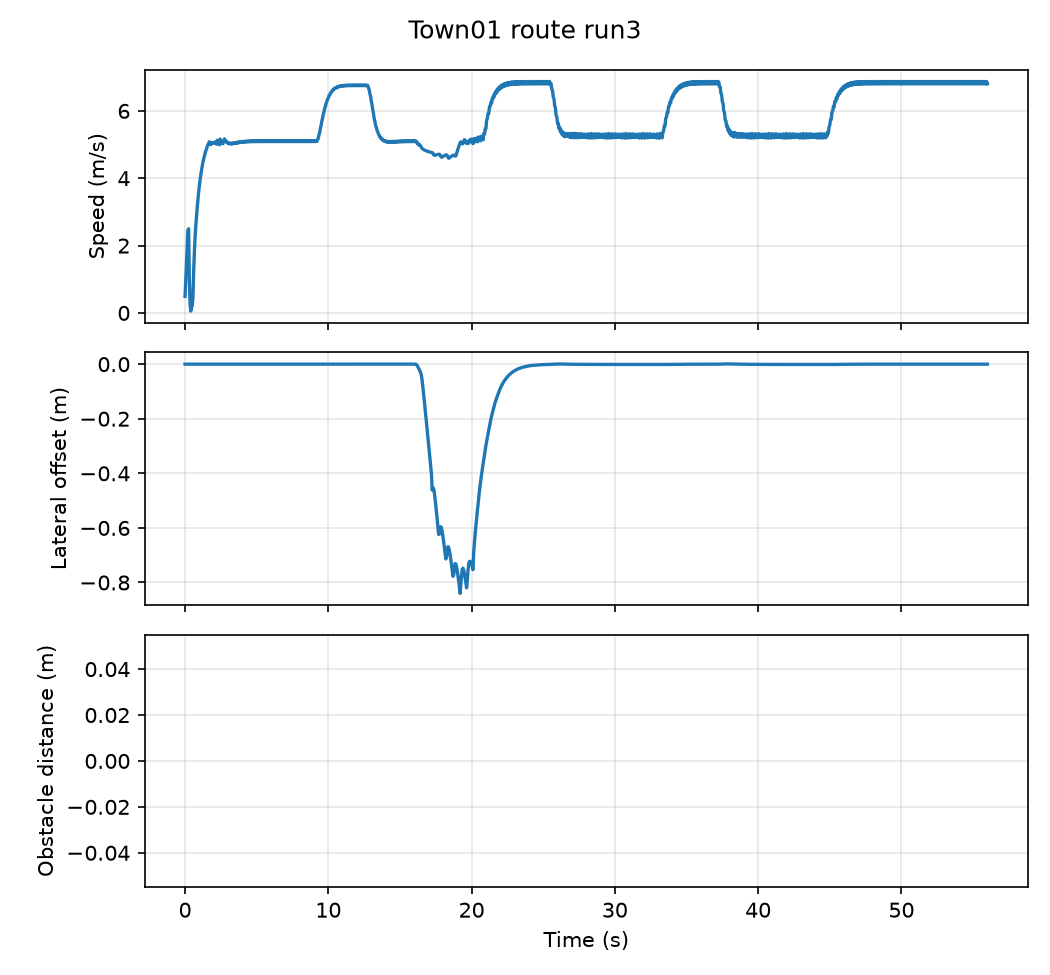 Town01 route run3
Speed (m/s)
6
4
2
0
Lateral offset (m)
0.0
−0.2
−0.4
−0.6
−0.8
Obstacle distance (m)
0.04
0.02
0.00
−0.02
−0.04
0 10 20 30 40 50
Time (s)